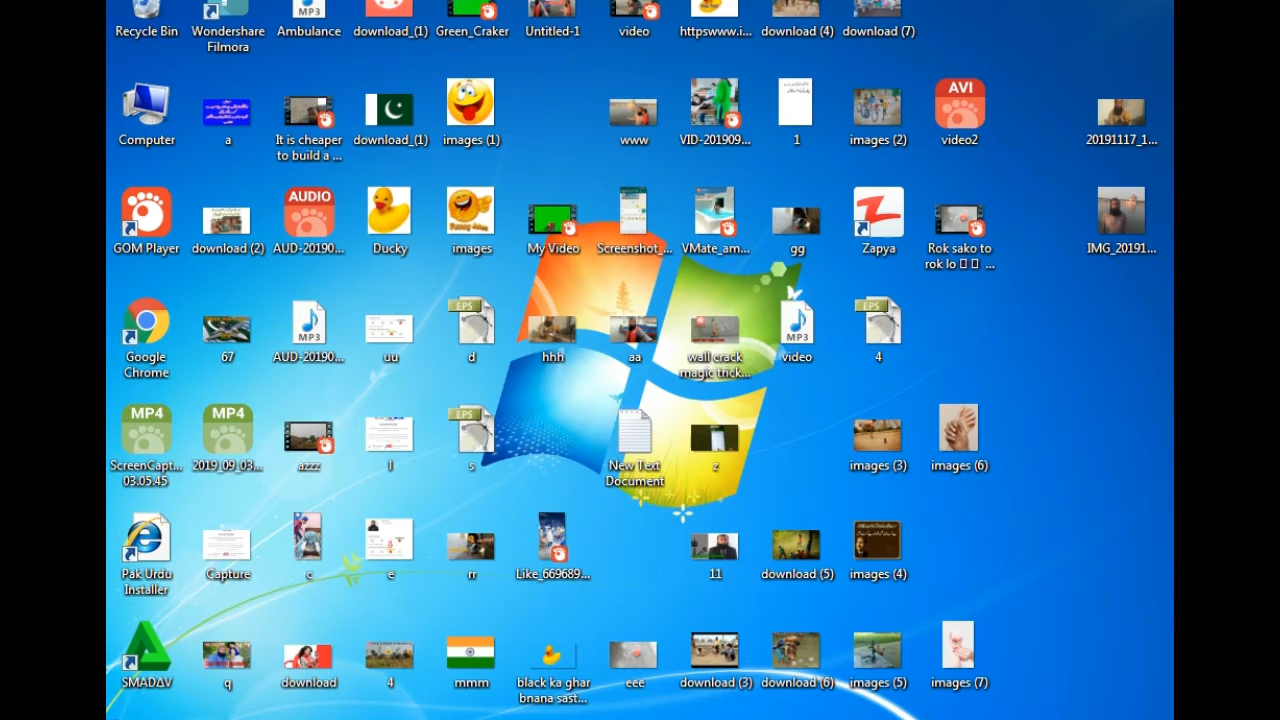 Recycle Bin
Wondershare
Filmora
MP3
Ambulance
download_(1)
Green_Craker
Untitled-1
video
httpswww.i...
download (4)
download (7)
Computer
a
It is cheaper
to build a ...
download_(1)
images (1)
www
VID-201909...
1
images (2)
AVI
video2
20191117_1...
GOM Player
download (2)
AUDIO
AUD-20190...
Ducky
images
My Video
Screenshot_...
VMate_am...
gg
Zapya
Rok sako to
rok lo ▯ ▯ ...
IMG_20191...
Google
Chrome
67
MP3
AUD-20190...
uu
EPS
d
hhh
aa
wall crack
magic trick...
MP3
video
EPS
4
MP4
ScreenCapt...
03.05.45
MP4
2019_09_03...
azzz
l
EPS
s
New Text
Document
z
images (3)
images (6)
Pak Urdu
Installer
Capture
c
e
rr
Like_669689...
11
download (5)
images (4)
SMADΔV
q
download
4
mmm
black ka ghar
bnana sast...
eee
download (3)
download (6)
images (5)
images (7)